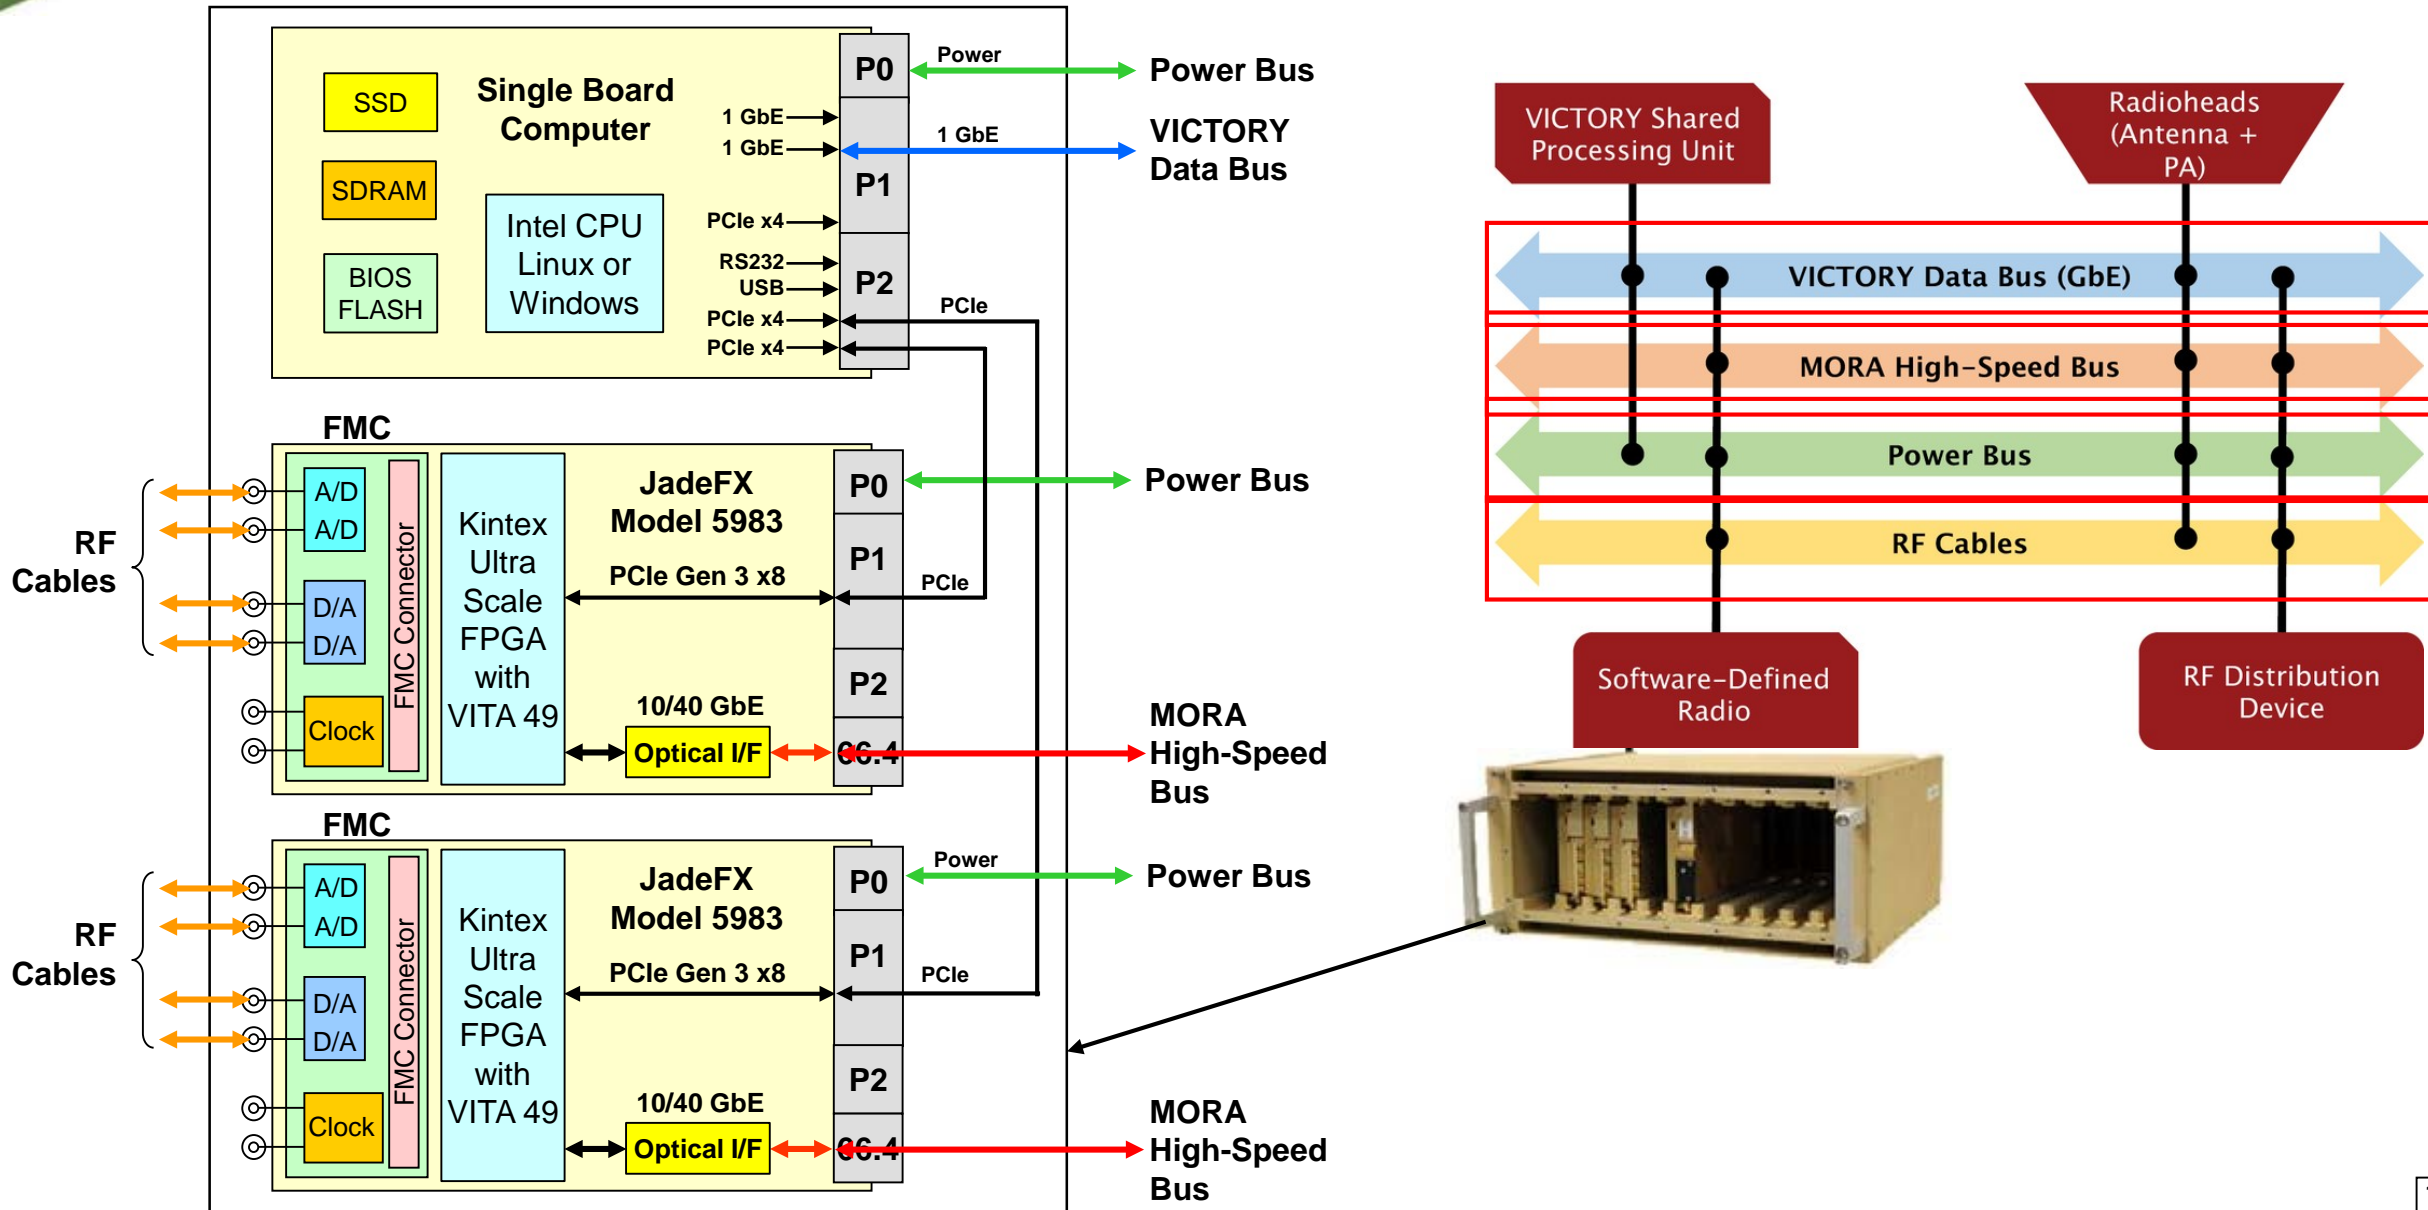 Single Board
Computer
SSD
SDRAM
BIOS
FLASH
Intel CPU
Linux or
Windows
1 GbE
1 GbE
PCIe x4
RS232
USB
PCIe x4
PCIe x4
P0
P1
P2
Power
1 GbE
PCIe
Power Bus
VICTORY
Data Bus
FMC
RF
Cables
A/D
A/D
D/A
D/A
Clock
FMC Connector
Kintex
Ultra
Scale
FPGA
with
VITA 49
JadeFX
Model 5983
PCIe Gen 3 x8
10/40 GbE
Optical I/F
P0
P1
P2
66.4
PCIe
Power Bus
MORA
High-Speed
Bus
FMC
RF
Cables
A/D
A/D
D/A
D/A
Clock
FMC Connector
Kintex
Ultra
Scale
FPGA
with
VITA 49
JadeFX
Model 5983
PCIe Gen 3 x8
10/40 GbE
Optical I/F
P0
P1
P2
66.4
Power
PCIe
Power Bus
MORA
High-Speed
Bus
VICTORY Shared
Processing Unit
Radioheads
(Antenna +
PA)
VICTORY Data Bus (GbE)
MORA High-Speed Bus
Power Bus
RF Cables
Software-Defined
Radio
RF Distribution
Device